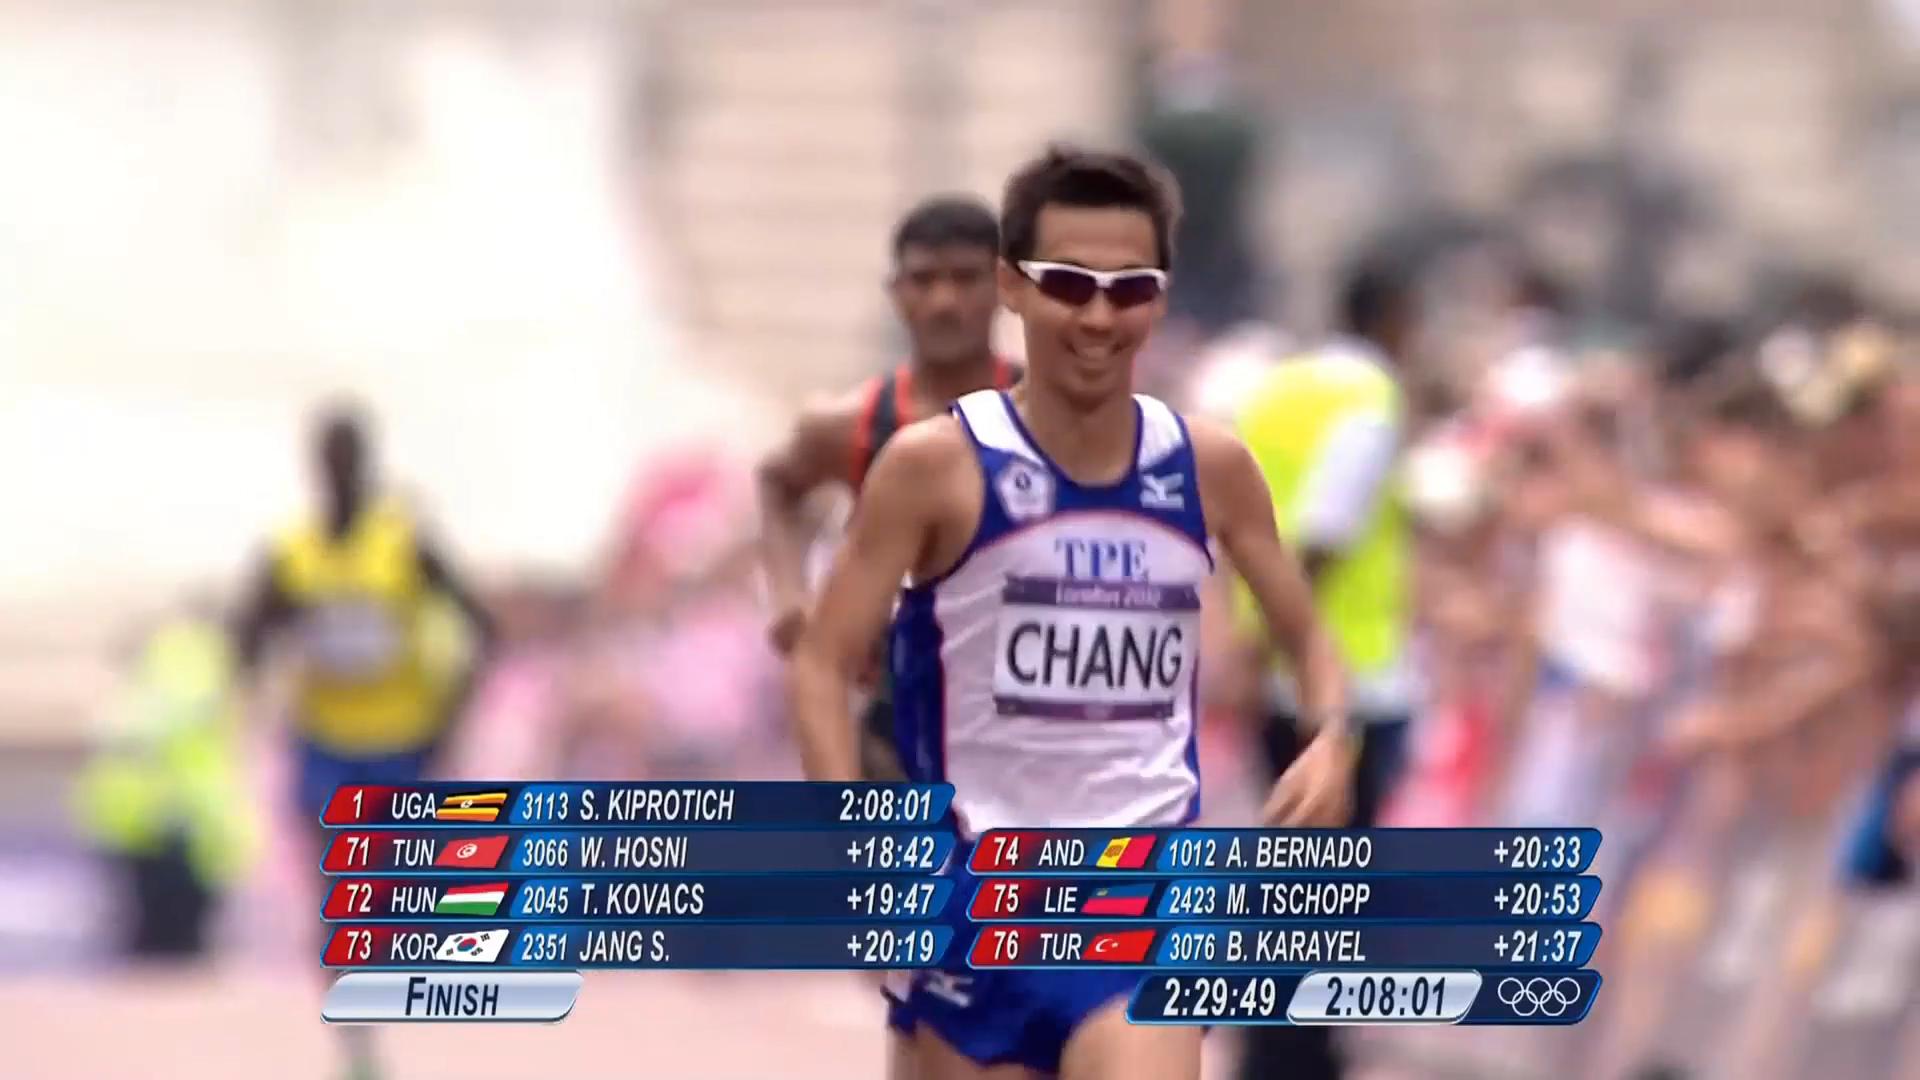 TPE
London 2012
CHANG
1 UGA 3113 S. KIPROTICH 2:08:01
71 TUN 3066 W. HOSNI +18:42
72 HUN 2045 T. KOVACS +19:47
73 KOR 2351 JANG S. +20:19
74 AND 1012 A. BERNADO +20:33
75 LIE 2423 M. TSCHOPP +20:53
76 TUR 3076 B. KARAYEL +21:37
FINISH
2:29:49 2:08:01